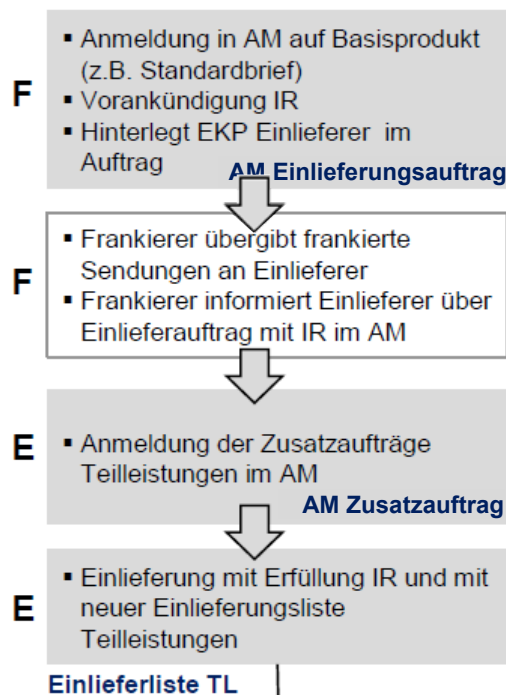 ▪ Anmeldung in AM auf Basisprodukt
(z.B. Standardbrief)
F
▪ Vorankündigung IR
▪ Hinterlegt EKP Einlieferer im
Auftrag
AM Einlieferungsauftrag
▪ Frankierer übergibt frankierte
Sendungen an Einlieferer
F
▪ Frankierer informiert Einlieferer über
Einlieferauftrag mit IR im AM
E
▪ Anmeldung der Zusatzaufträge
Teilleistungen im AM
AM Zusatzauftrag
▪ Einlieferung mit Erfüllung IR und mit
E
neuer Einlieferungsliste
Teilleistungen
Einlieferliste TL